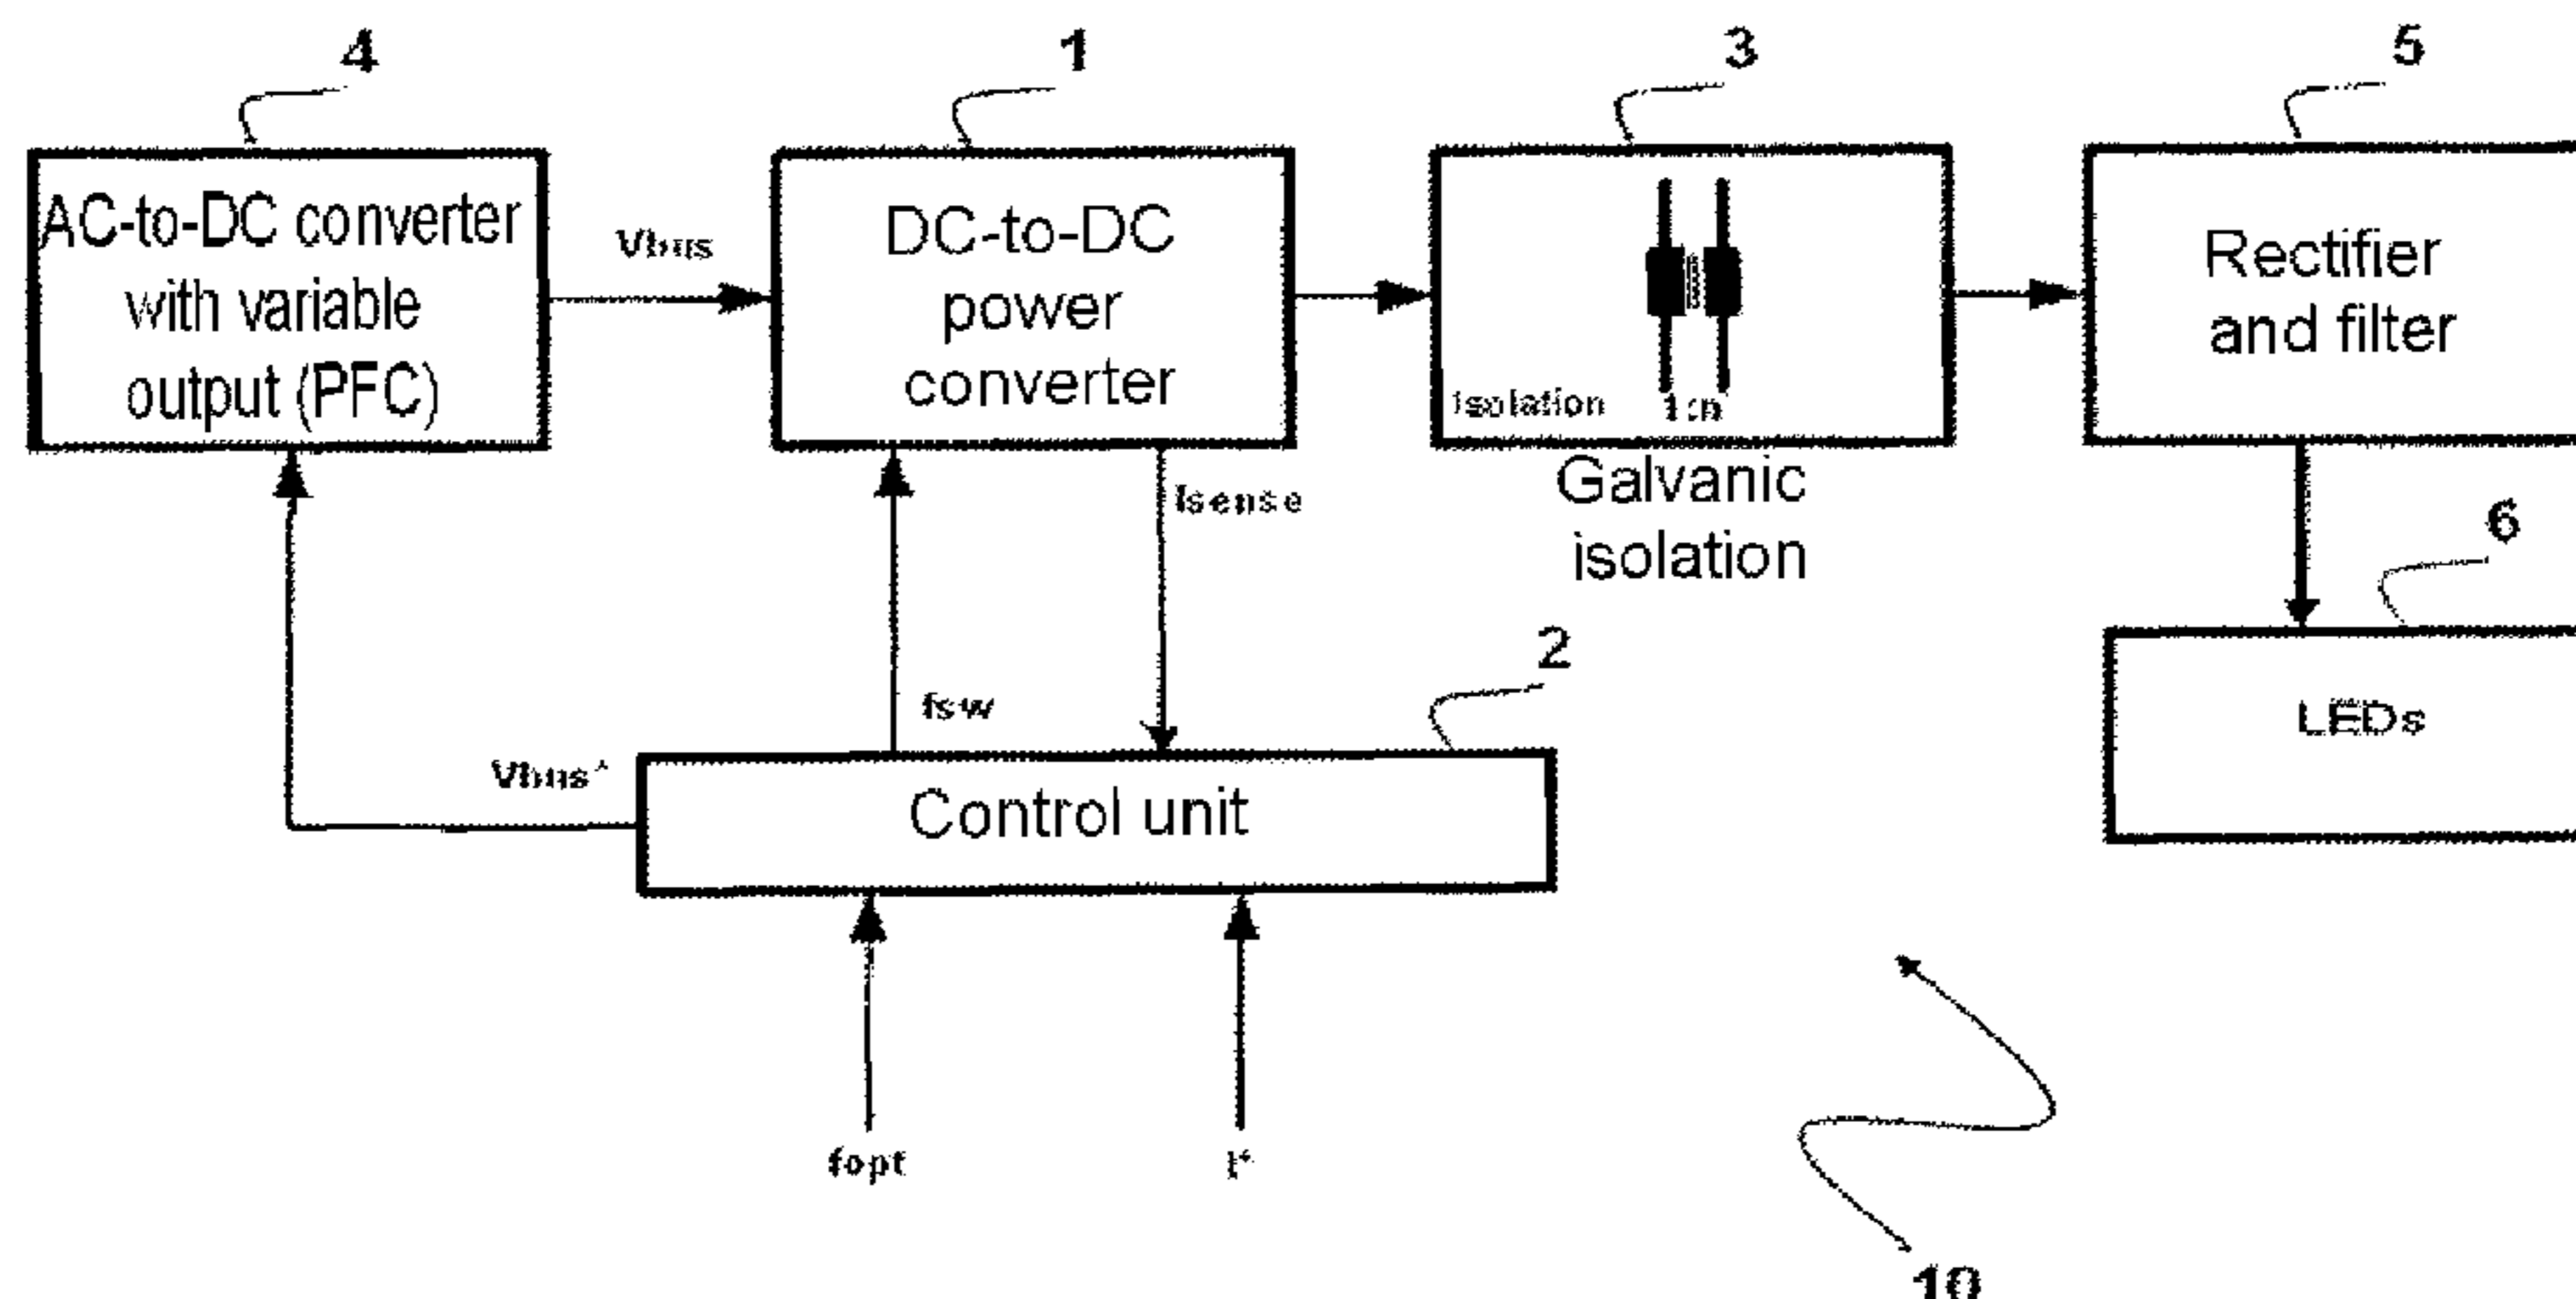 4
1
3
5
AC-to-DC converter
with variable
output (PFC)
Vbus
DC-to-DC
power
converter
Isolation
1:n
Galvanic
isolation
Rectifier
and filter
Isense
6
fsw
2
LEDs
Vbus*
Control unit
fopt
I*
10